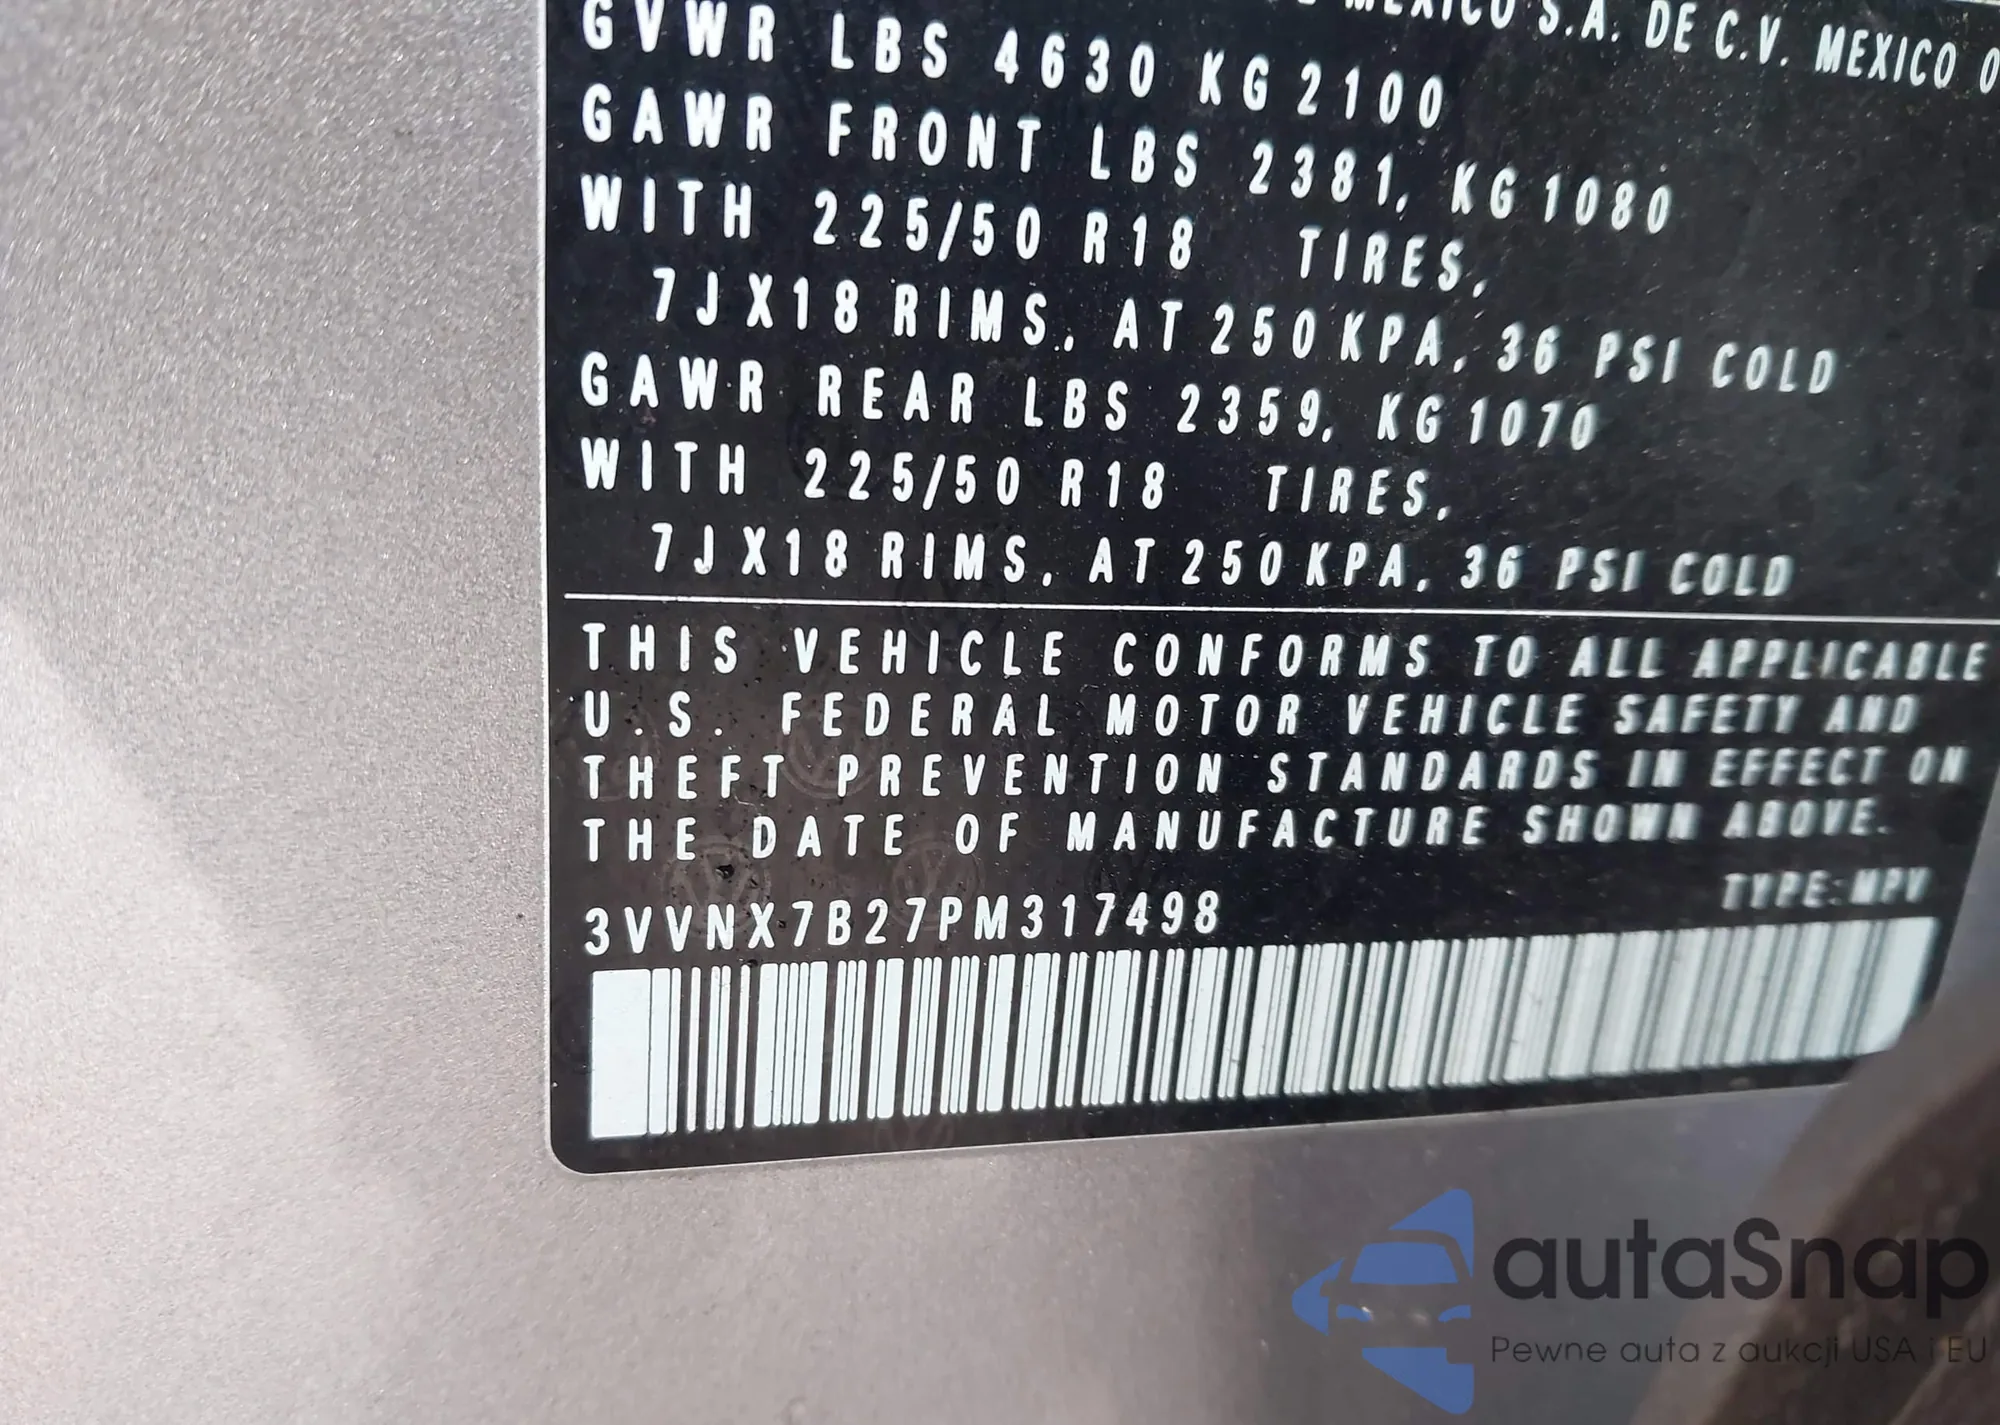 MEXICO S.A. DE C.V. MEXICO
GVWR LBS 4630 KG 2100
GAWR FRONT LBS 2381, KG 1080
WITH 225/50 R18 TIRES,
7J X18 RIMS, AT 250 KPA, 36 PSI COLD
GAWR REAR LBS 2359, KG 1070
WITH 225/50 R18 TIRES,
7J X18 RIMS, AT 250 KPA, 36 PSI COLD
THIS VEHICLE CONFORMS TO ALL APPLICABLE
U.S. FEDERAL MOTOR VEHICLE SAFETY AND
THEFT PREVENTION STANDARDS IN EFFECT ON
THE DATE OF MANUFACTURE SHOWN ABOVE.
TYPE: MPV
3VVNX7B27PM317498
autaSnap
Pewne auta z aukcji USA i EU